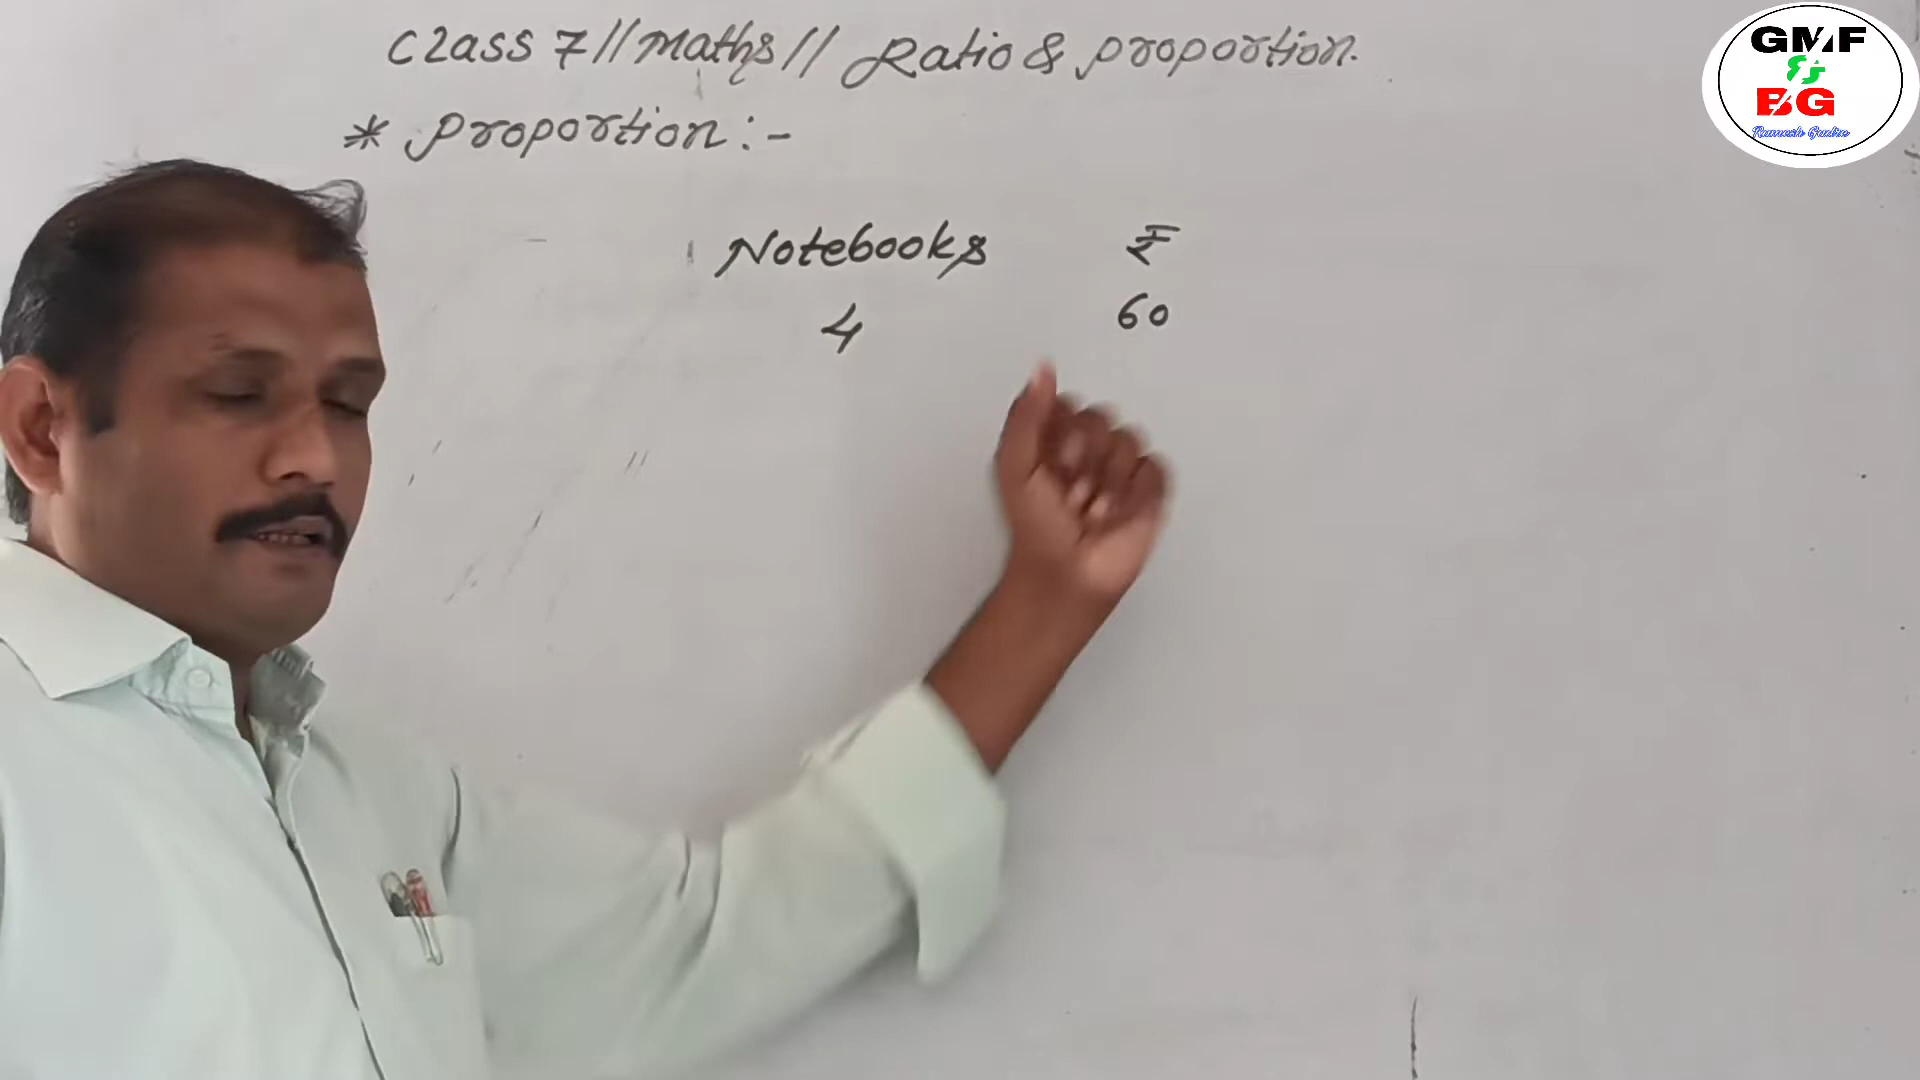 Class 7 // Maths // Ratio & proportion.
* proportion :-
Notebooks ₹
4 60
GMF
BG